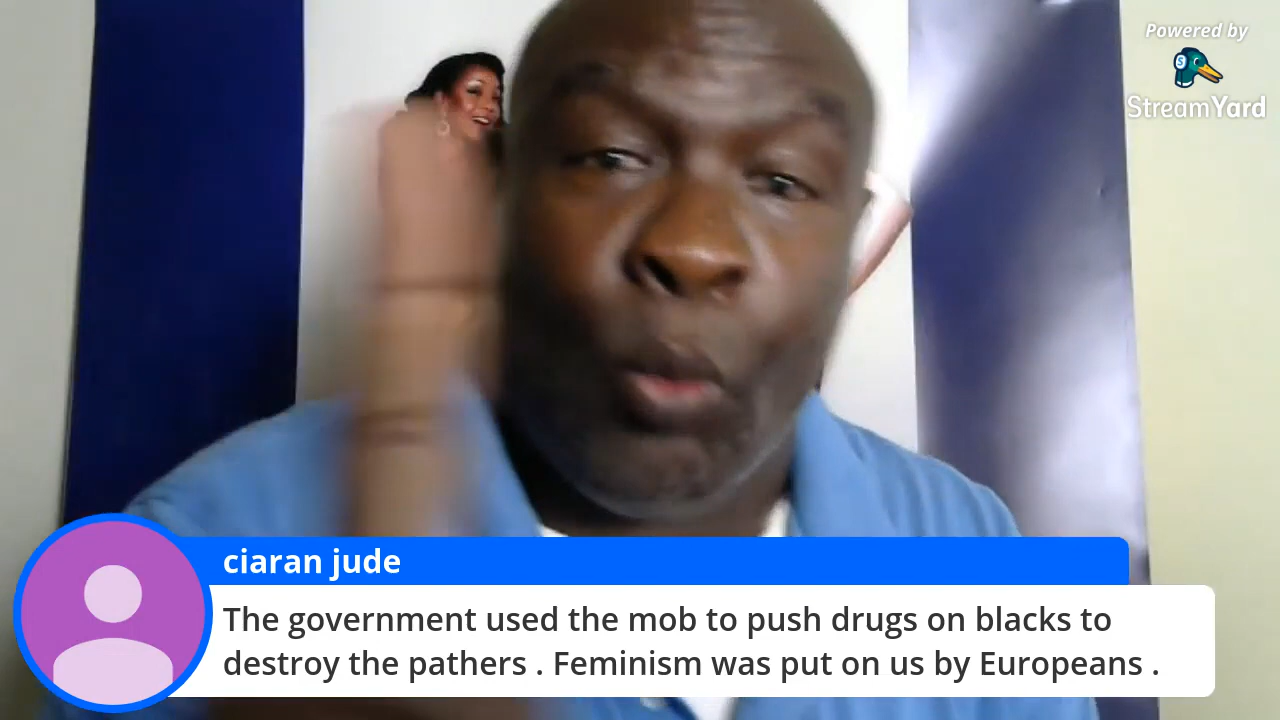 Powered by
StreamYard
ciaran jude
The government used the mob to push drugs on blacks to
destroy the pathers . Feminism was put on us by Europeans .